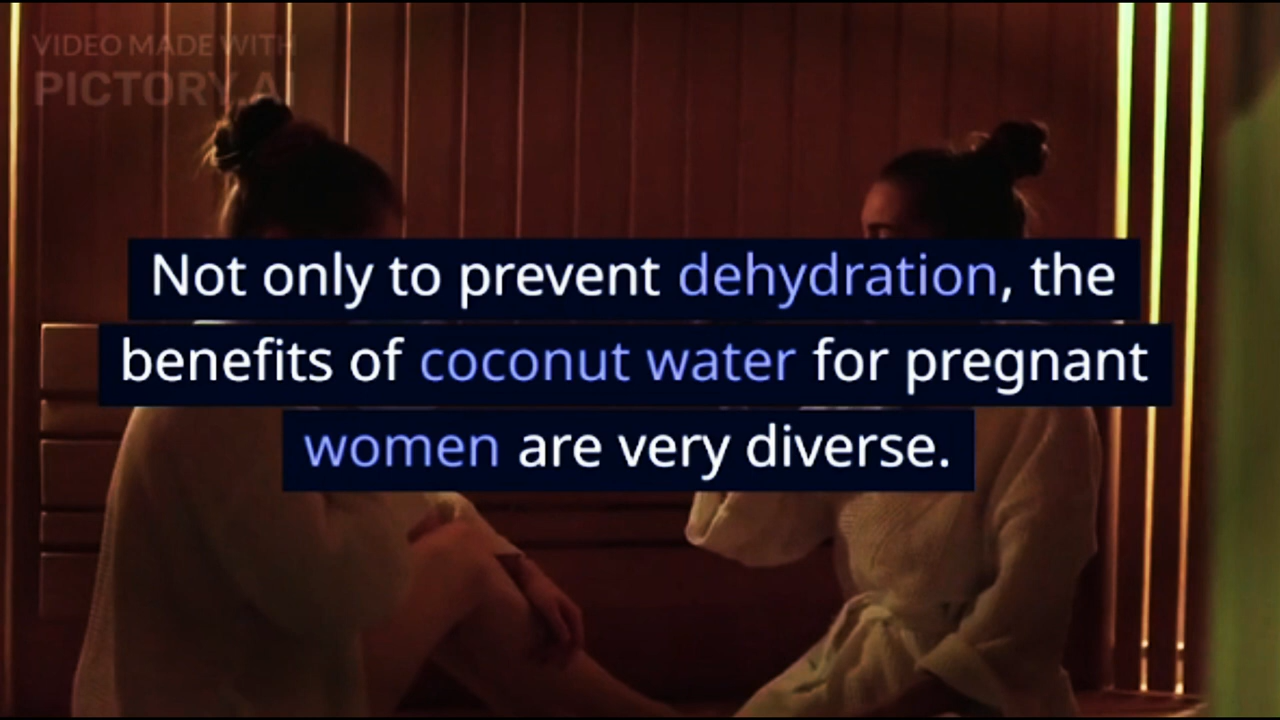 VIDEO MADE WITH
PICTORY.AI
Not only to prevent dehydration, the
benefits of coconut water for pregnant
women are very diverse.